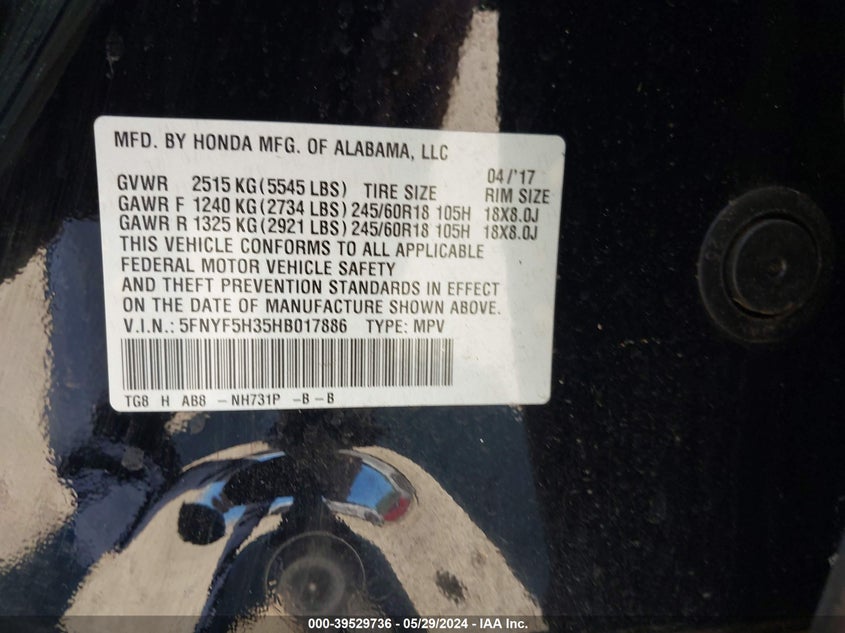 MFD. BY HONDA MFG. OF ALABAMA, LLC
04/'17
GVWR 2515 KG (5545 LBS) TIRE SIZE RIM SIZE
GAWR F 1240 KG (2734 LBS) 245/60R18 105H 18X8.0J
GAWR R 1325 KG (2921 LBS) 245/60R18 105H 18X8.0J
THIS VEHICLE CONFORMS TO ALL APPLICABLE
FEDERAL MOTOR VEHICLE SAFETY
AND THEFT PREVENTION STANDARDS IN EFFECT
ON THE DATE OF MANUFACTURE SHOWN ABOVE.
V.I.N.: 5FNYF5H35HB017886 TYPE: MPV
TG8 H AB8 - NH731P -B-B
000-39529736 - 05/29/2024 - IAA Inc.